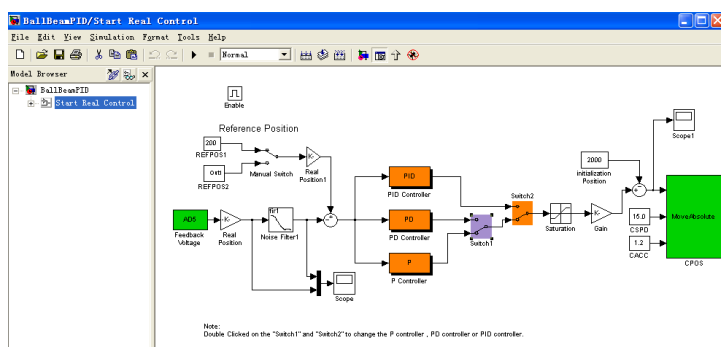 BallBeamPID/Start Real Control
File Edit View Simulation Format Tools Help
Normal
Model Browser
BallBeamPID
Start Real Control
Enable
Reference Position
200
REFPOS1
REFPOS2
Manual Switch
K-
Real
Position1
AD5
Feedback
Voltage
K-
Real
Position
fir1
Noise Filter1
Scope
PID
PID Controller
PD
PD Controller
P
P Controller
Switch1
Switch2
Saturation
K-
Gain
2000
initialization
Position
Scope1
15.0
CSPD
1.2
CACC
MoveAbsolute
CPOS
Note:
Double Clicked on the "Switch1" and "Switch2" to change the P controller , PD controller or PID controller.